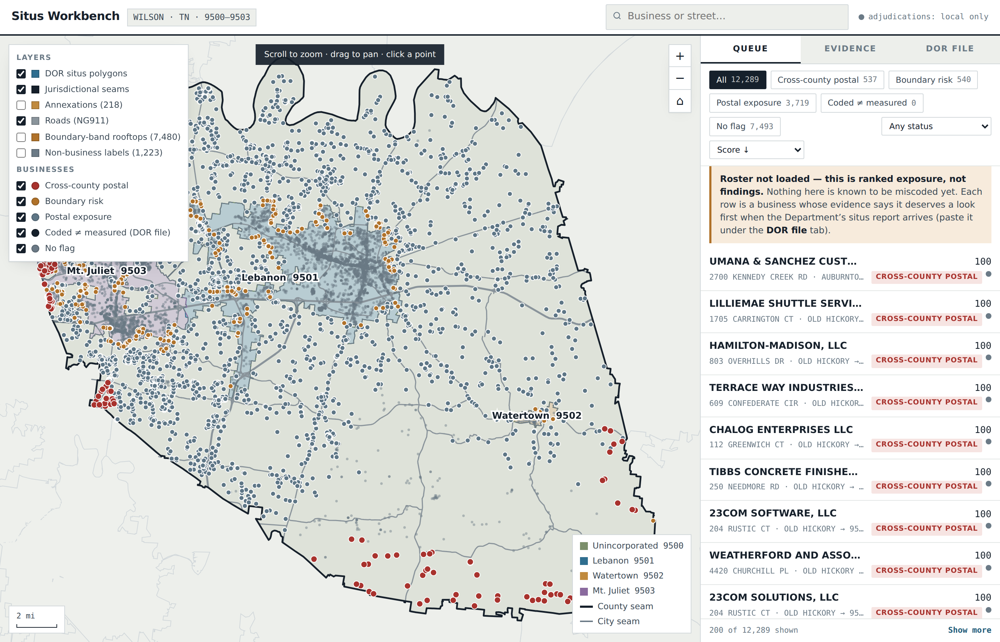 Situs Workbench
WILSON · TN · 9500–9503
Business or street…
adjudications: local only
LAYERS
DOR situs polygons
Jurisdictional seams
Annexations (218)
Roads (NG911)
Boundary-band rooftops (7,480)
Non-business labels (1,223)
BUSINESSES
Cross-county postal
Boundary risk
Postal exposure
Coded ≠ measured (DOR file)
No flag
Scroll to zoom · drag to pan · click a point
+
−
⌂
Mt. Juliet 9503
Lebanon 9501
Watertown 9502
2 mi
Unincorporated 9500
Lebanon 9501
Watertown 9502
Mt. Juliet 9503
County seam
City seam
QUEUE
EVIDENCE
DOR FILE
All 12,289
Cross-county postal 537
Boundary risk 540
Postal exposure 3,719
Coded ≠ measured 0
No flag 7,493
Any status
Score ↓
Roster not loaded — this is ranked exposure, not
findings. Nothing here is known to be miscoded yet. Each
row is a business whose evidence says it deserves a look
first when the Department’s situs report arrives (paste it
under the DOR file tab).
UMANA & SANCHEZ CUST… 100
2700 KENNEDY CREEK RD · AUBURNTO… CROSS-COUNTY POSTAL
LILLIEMAE SHUTTLE SERVI… 100
1705 CARRINGTON CT · OLD HICKORY… CROSS-COUNTY POSTAL
HAMILTON-MADISON, LLC 100
803 OVERHILLS DR · OLD HICKORY →… CROSS-COUNTY POSTAL
TERRACE WAY INDUSTRIES… 100
609 CONFEDERATE CIR · OLD HICKOR… CROSS-COUNTY POSTAL
CHALOG ENTERPRISES LLC 100
112 GREENWICH CT · OLD HICKORY →… CROSS-COUNTY POSTAL
TIBBS CONCRETE FINISHE… 100
250 NEEDMORE RD · OLD HICKORY → … CROSS-COUNTY POSTAL
23COM SOFTWARE, LLC 100
204 RUSTIC CT · OLD HICKORY → 95… CROSS-COUNTY POSTAL
WEATHERFORD AND ASSO… 100
4420 CHURCHILL PL · OLD HICKORY … CROSS-COUNTY POSTAL
23COM SOLUTIONS, LLC 100
204 RUSTIC CT · OLD HICKORY → 95… CROSS-COUNTY POSTAL
200 of 12,289 shown
Show more